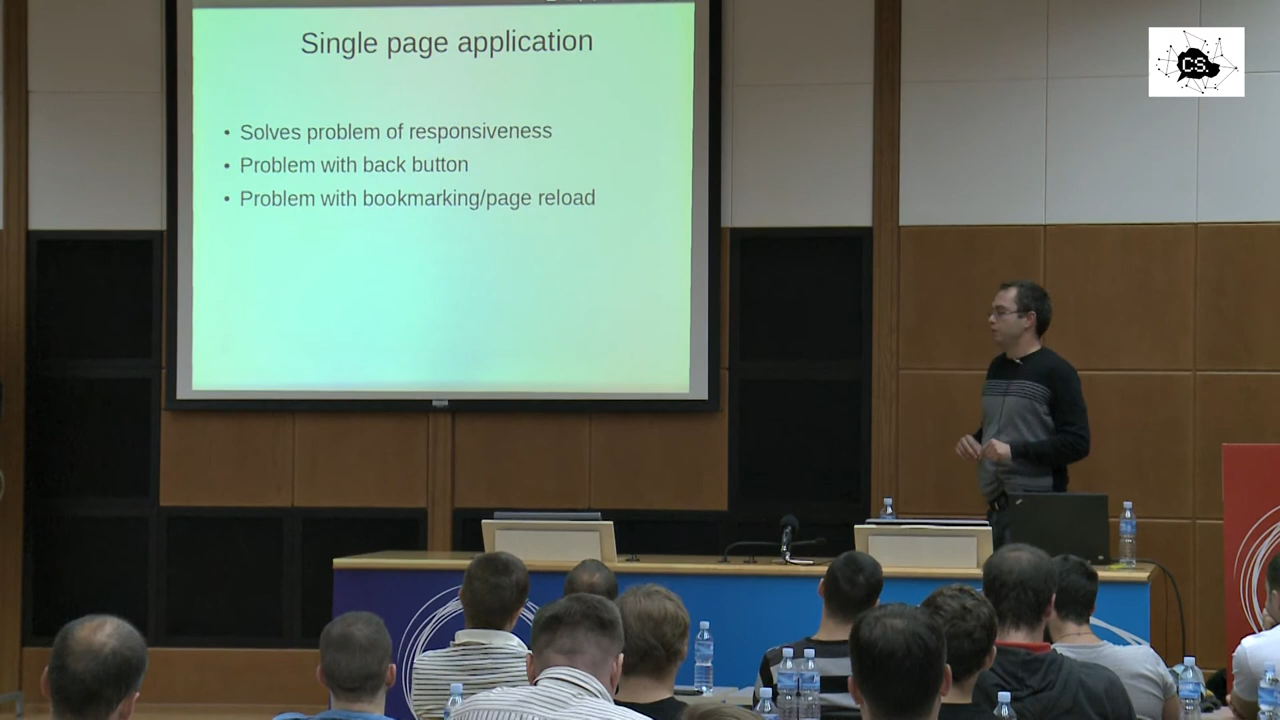 Single page application
• Solves problem of responsiveness
• Problem with back button
• Problem with bookmarking/page reload
CS.